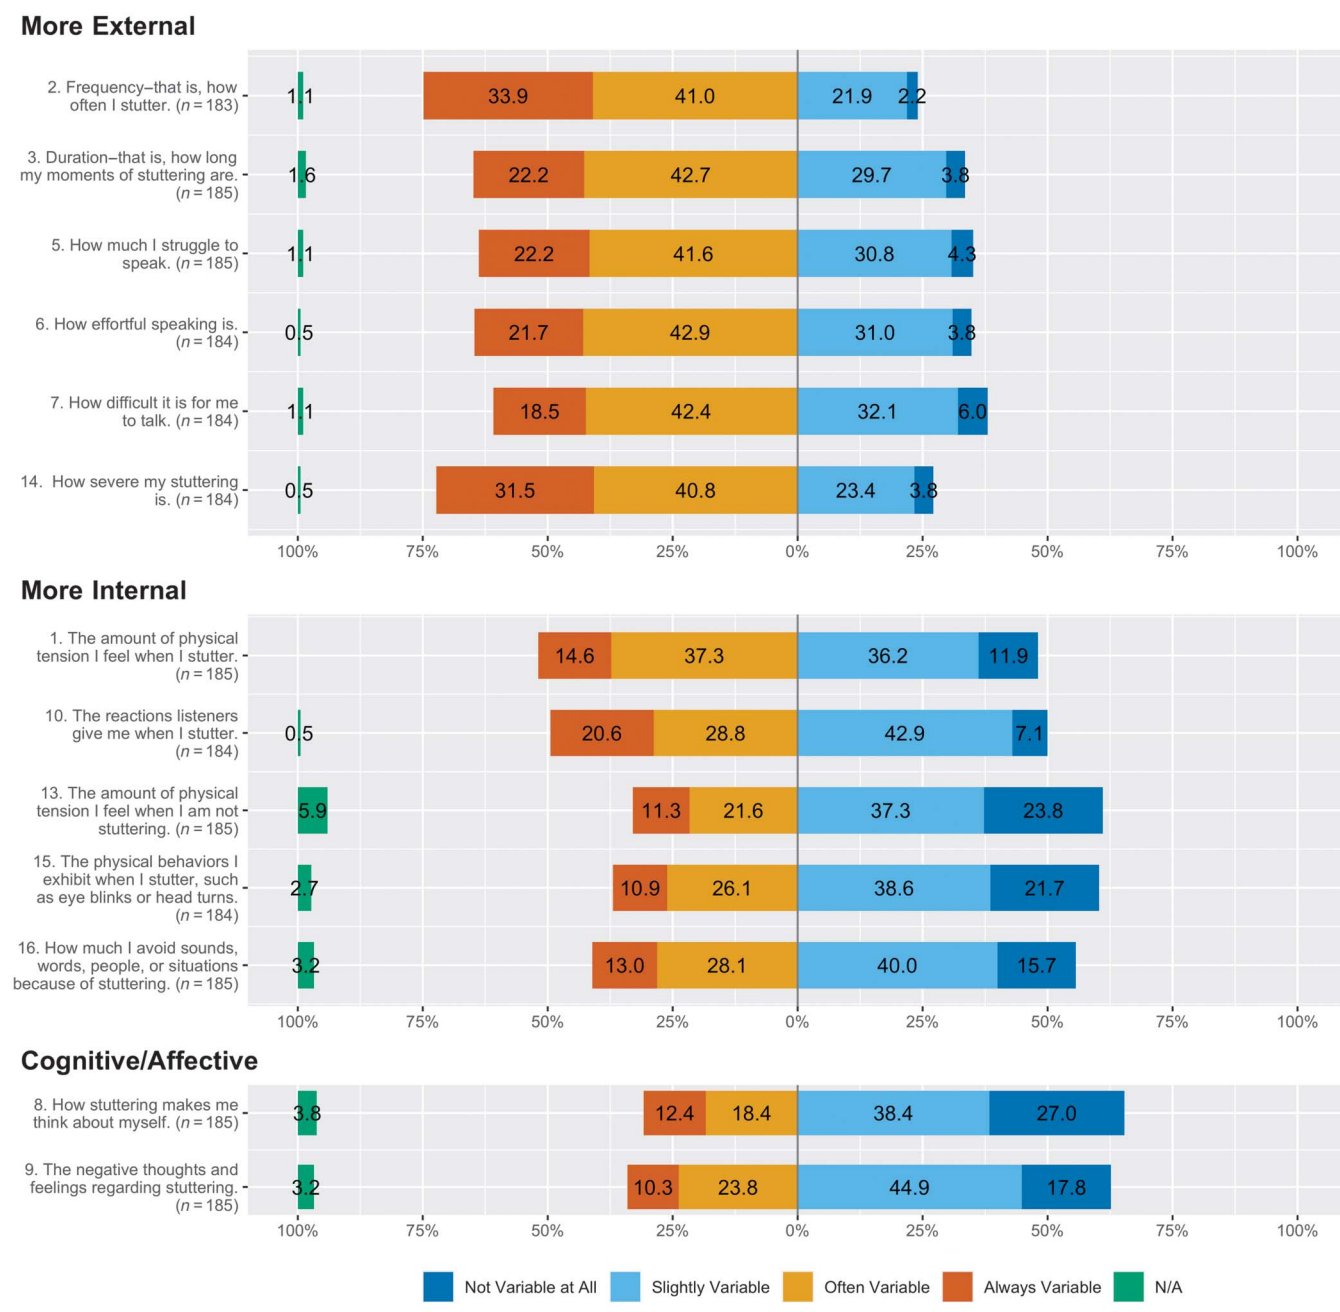 More External
2. Frequency–that is, how
often I stutter. (n = 183)
1.1 33.9 41.0 21.9 2.2
3. Duration–that is, how long
my moments of stuttering are.
(n = 185)
1.6 22.2 42.7 29.7 3.8
5. How much I struggle to
speak. (n = 185)
1.1 22.2 41.6 30.8 4.3
6. How effortful speaking is.
(n = 184)
0.5 21.7 42.9 31.0 3.8
7. How difficult it is for me
to talk. (n = 184)
1.1 18.5 42.4 32.1 6.0
14. How severe my stuttering
is. (n = 184)
0.5 31.5 40.8 23.4 3.8
100% 75% 50% 25% 0% 25% 50% 75% 100%
More Internal
1. The amount of physical
tension I feel when I stutter.
(n = 185)
14.6 37.3 36.2 11.9
10. The reactions listeners
give me when I stutter.
(n = 184)
0.5 20.6 28.8 42.9 7.1
13. The amount of physical
tension I feel when I am not
stuttering. (n = 185)
5.9 11.3 21.6 37.3 23.8
15. The physical behaviors I
exhibit when I stutter, such
as eye blinks or head turns.
(n = 184)
2.7 10.9 26.1 38.6 21.7
16. How much I avoid sounds,
words, people, or situations
because of stuttering. (n = 185)
3.2 13.0 28.1 40.0 15.7
100% 75% 50% 25% 0% 25% 50% 75% 100%
Cognitive/Affective
8. How stuttering makes me
think about myself. (n = 185)
3.8 12.4 18.4 38.4 27.0
9. The negative thoughts and
feelings regarding stuttering.
(n = 185)
3.2 10.3 23.8 44.9 17.8
100% 75% 50% 25% 0% 25% 50% 75% 100%
Not Variable at All Slightly Variable Often Variable Always Variable N/A